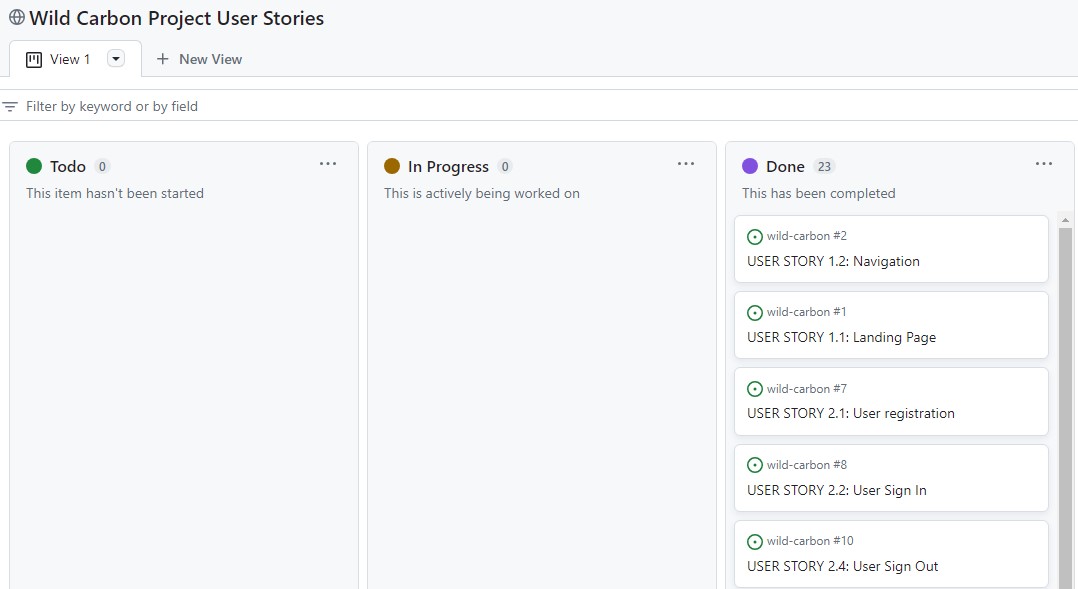 Wild Carbon Project User Stories
View 1
New View
Filter by keyword or by field
Todo 0
This item hasn't been started
In Progress 0
This is actively being worked on
Done 23
This has been completed
wild-carbon #2
USER STORY 1.2: Navigation
wild-carbon #1
USER STORY 1.1: Landing Page
wild-carbon #7
USER STORY 2.1: User registration
wild-carbon #8
USER STORY 2.2: User Sign In
wild-carbon #10
USER STORY 2.4: User Sign Out